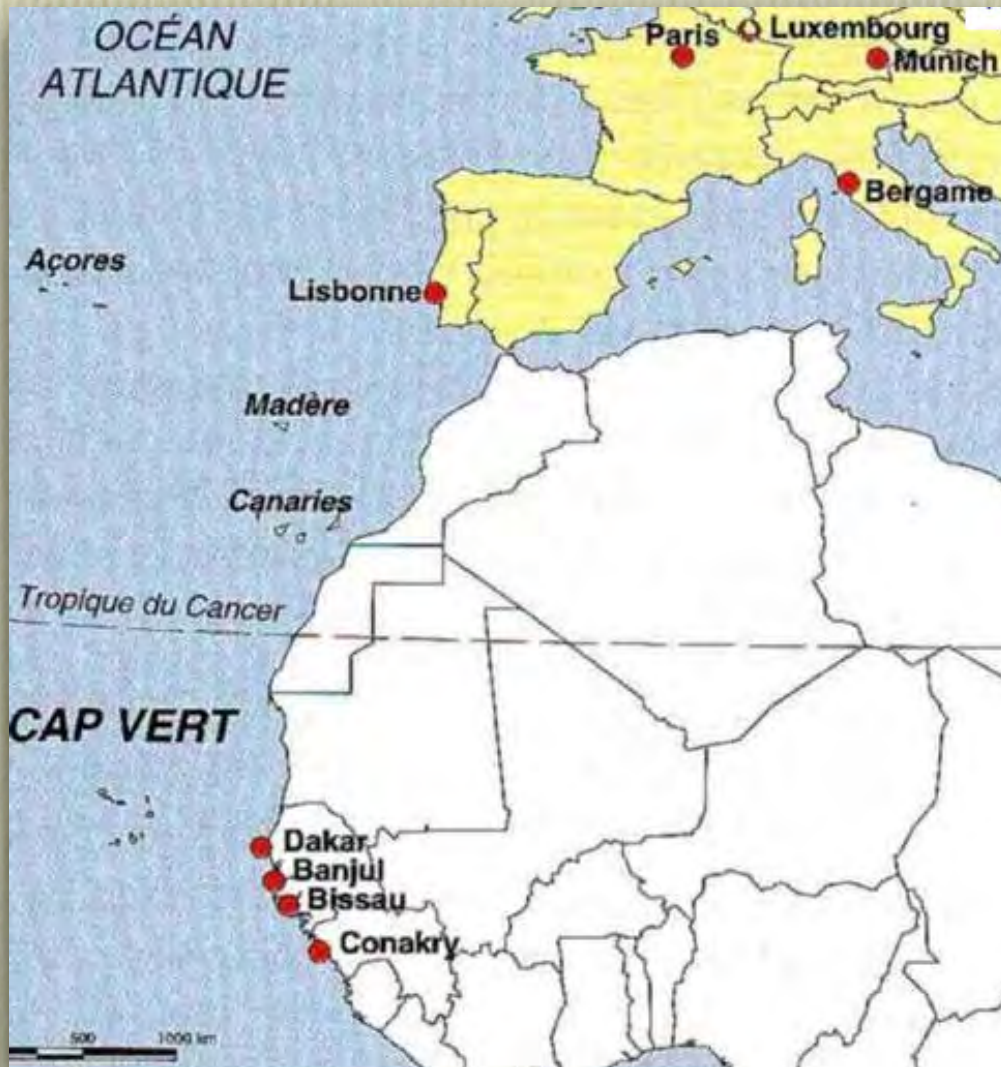 OCÉAN
ATLANTIQUE
Paris
Luxembourg
Munich
Bergame
Açores
Lisbonne
Madère
Canaries
Tropique du Cancer
CAP VERT
Dakar
Banjul
Bissau
Conakry
500 1000 km